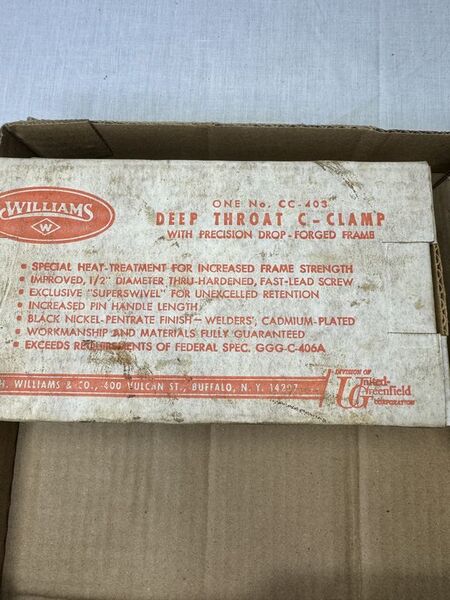 WILLIAMS
W
ONE No. CC-403
DEEP THROAT C-CLAMP
WITH PRECISION DROP-FORGED FRAME
• SPECIAL HEAT-TREATMENT FOR INCREASED FRAME STRENGTH
• IMPROVED, 1/2" DIAMETER THRU-HARDENED, FAST-LEAD SCREW
• EXCLUSIVE "SUPERSWIVEL" FOR UNEXCELLED RETENTION
• INCREASED PIN HANDLE LENGTH
• BLACK NICKEL-PENTRATE FINISH—WELDERS', CADMIUM-PLATED
• WORKMANSHIP AND MATERIALS FULLY GUARANTEED
• EXCEEDS REQUIREMENTS OF FEDERAL SPEC. GGG-C-406A
H. WILLIAMS & CO., 400 VULCAN ST., BUFFALO, N. Y. 14207
DIVISION OF
United-
Greenfield
CORPORATION